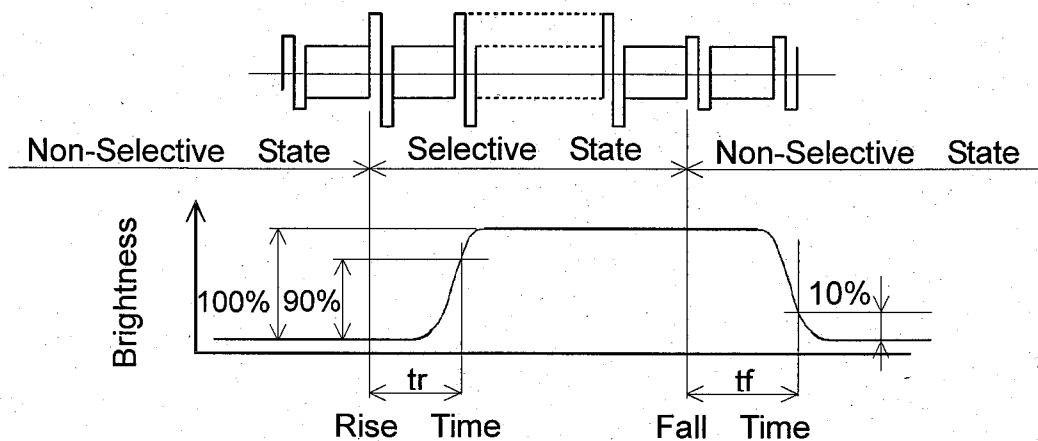 Non-Selective State Selective State Non-Selective State
Brightness
100% 90% 10%
tr tf
Rise Time Fall Time